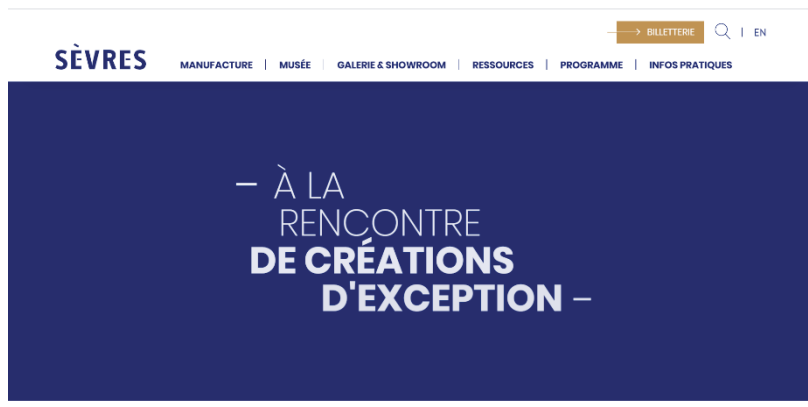 BILLETTERIE | EN
SÈVRES
MANUFACTURE | MUSÉE | GALERIE & SHOWROOM | RESSOURCES | PROGRAMME | INFOS PRATIQUES
– À LA
RENCONTRE
DE CRÉATIONS
D'EXCEPTION –